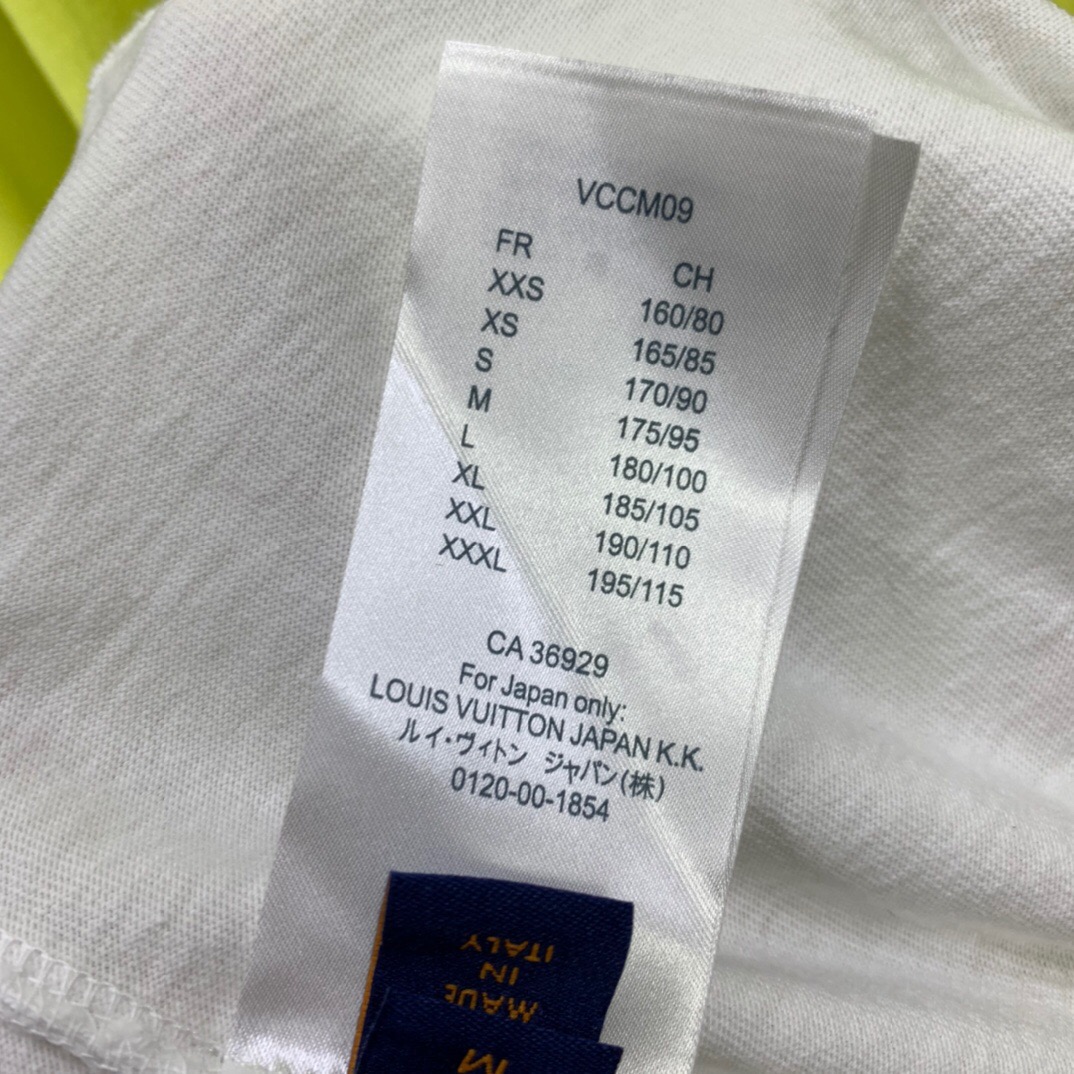 VCCM09
FR CH
XXS 160/80
XS 165/85
S 170/90
M 175/95
L 180/100
XL 185/105
XXL 190/110
XXXL 195/115
CA 36929
For Japan only:
LOUIS VUITTON JAPAN K.K.
ルイ・ヴィトン ジャパン(株)
0120-00-1854
MADE
IN
ITALY
M